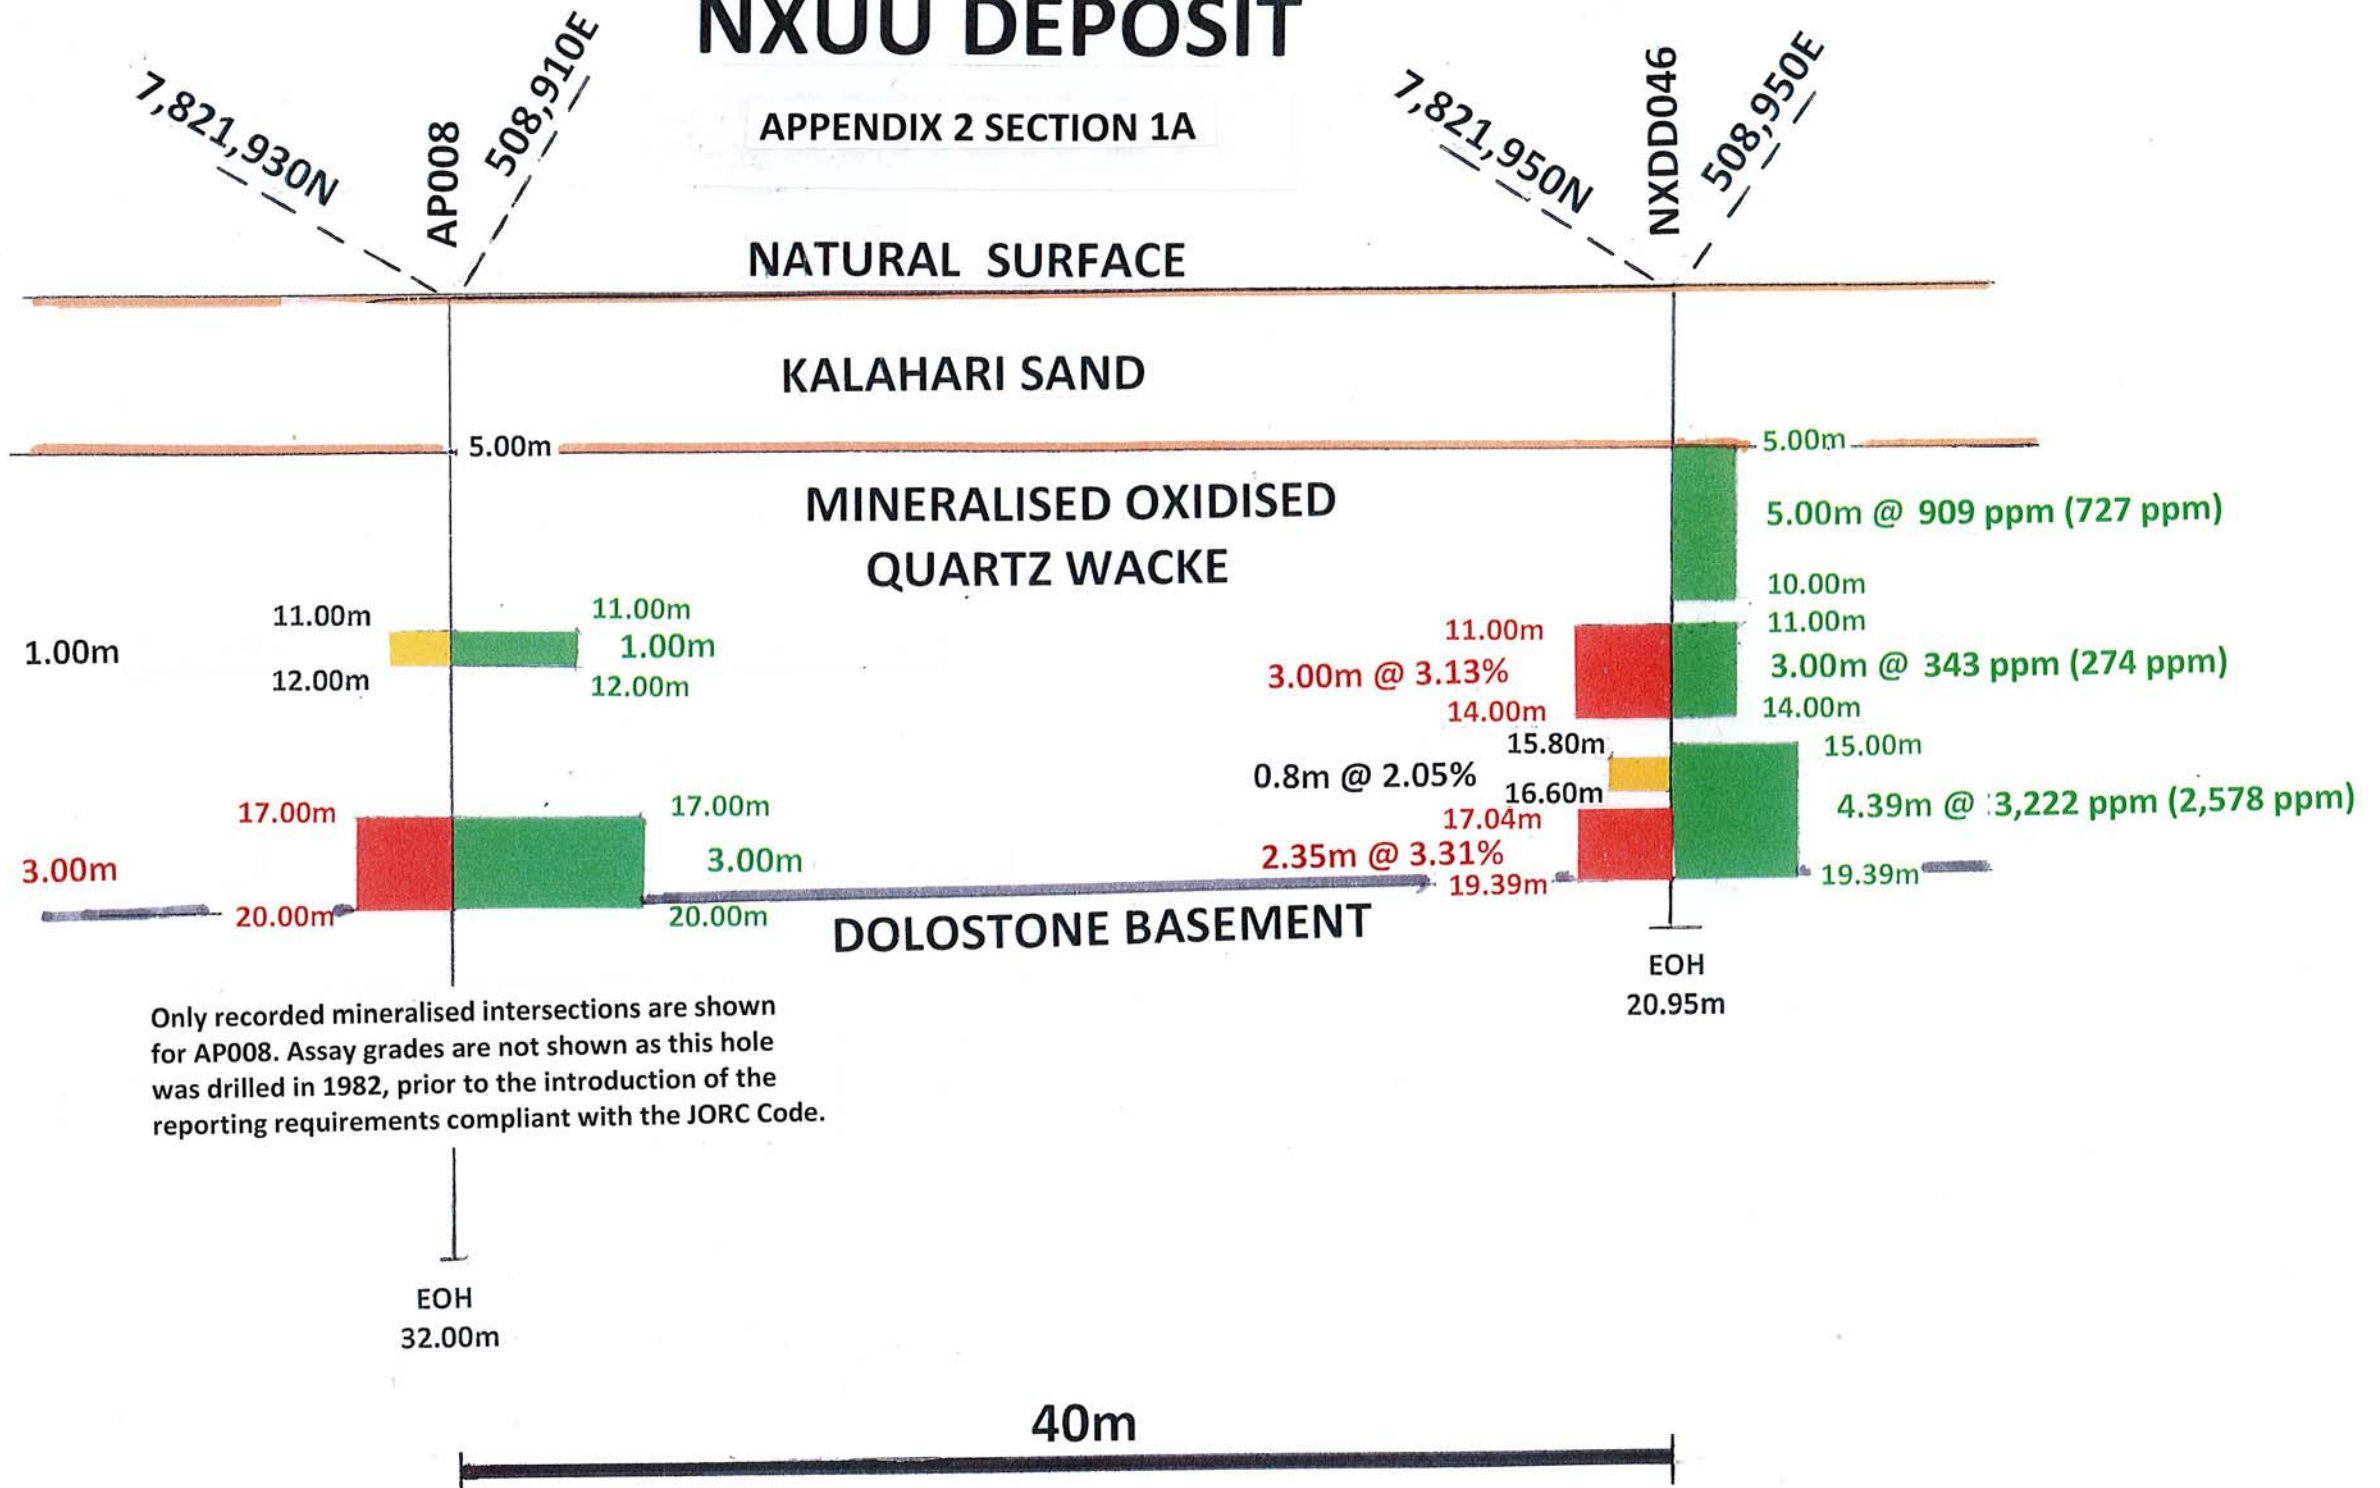 NXUU DEPOSIT
APPENDIX 2 SECTION 1A
7,821,930N
AP008
508,910E
7,821,950N
NXDD046
508,950E
NATURAL SURFACE
KALAHARI SAND
5.00m
5.00m
MINERALISED OXIDISED
QUARTZ WACKE
5.00m @ 909 ppm (727 ppm)
10.00m
1.00m
11.00m
12.00m
11.00m
1.00m
12.00m
11.00m
3.00m @ 3.13%
14.00m
11.00m
3.00m @ 343 ppm (274 ppm)
14.00m
15.80m
0.8m @ 2.05%
16.60m
15.00m
4.39m @ :3,222 ppm (2,578 ppm)
19.39m
17.04m
2.35m @ 3.31%
19.39m
17.00m
3.00m
20.00m
17.00m
3.00m
20.00m
DOLOSTONE BASEMENT
EOH
20.95m
Only recorded mineralised intersections are shown
for AP008. Assay grades are not shown as this hole
was drilled in 1982, prior to the introduction of the
reporting requirements compliant with the JORC Code.
EOH
32.00m
40m